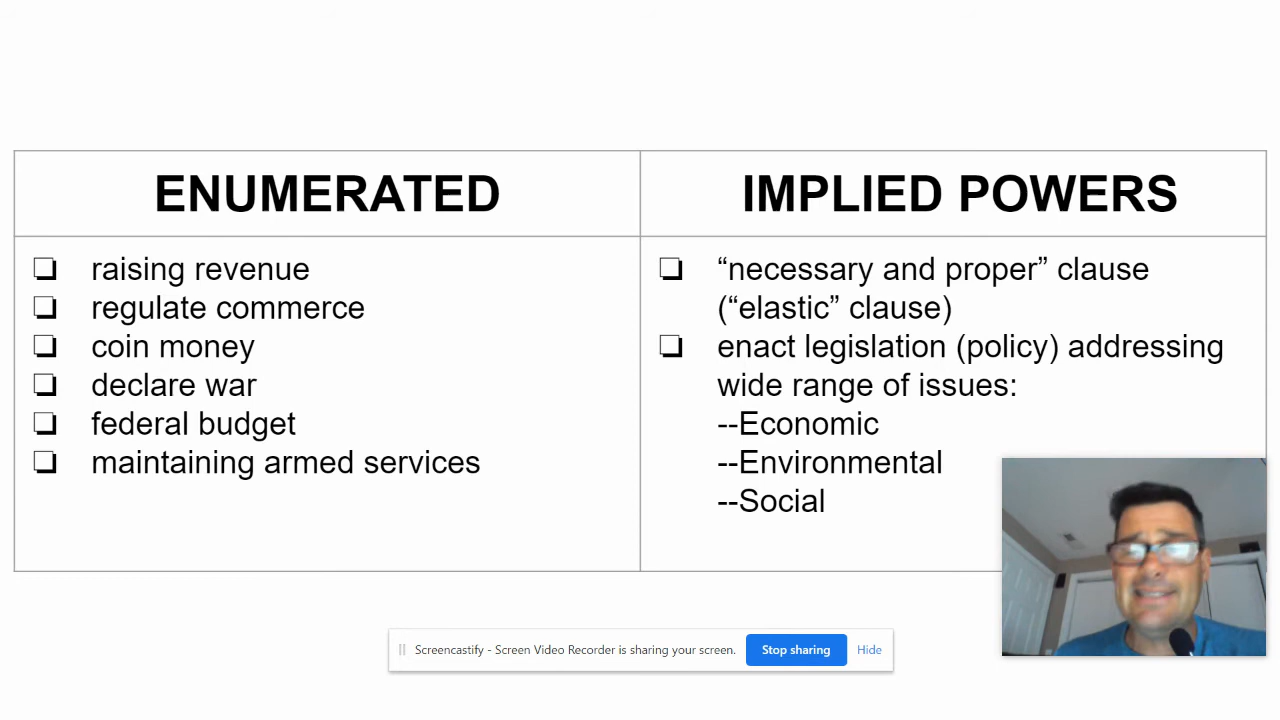 ENUMERATED
❏ raising revenue
❏ regulate commerce
❏ coin money
❏ declare war
❏ federal budget
❏ maintaining armed services
IMPLIED POWERS
❏ “necessary and proper” clause
(“elastic” clause)
❏ enact legislation (policy) addressing
wide range of issues:
--Economic
--Environmental
--Social
Screencastify - Screen Video Recorder is sharing your screen.
Stop sharing
Hide